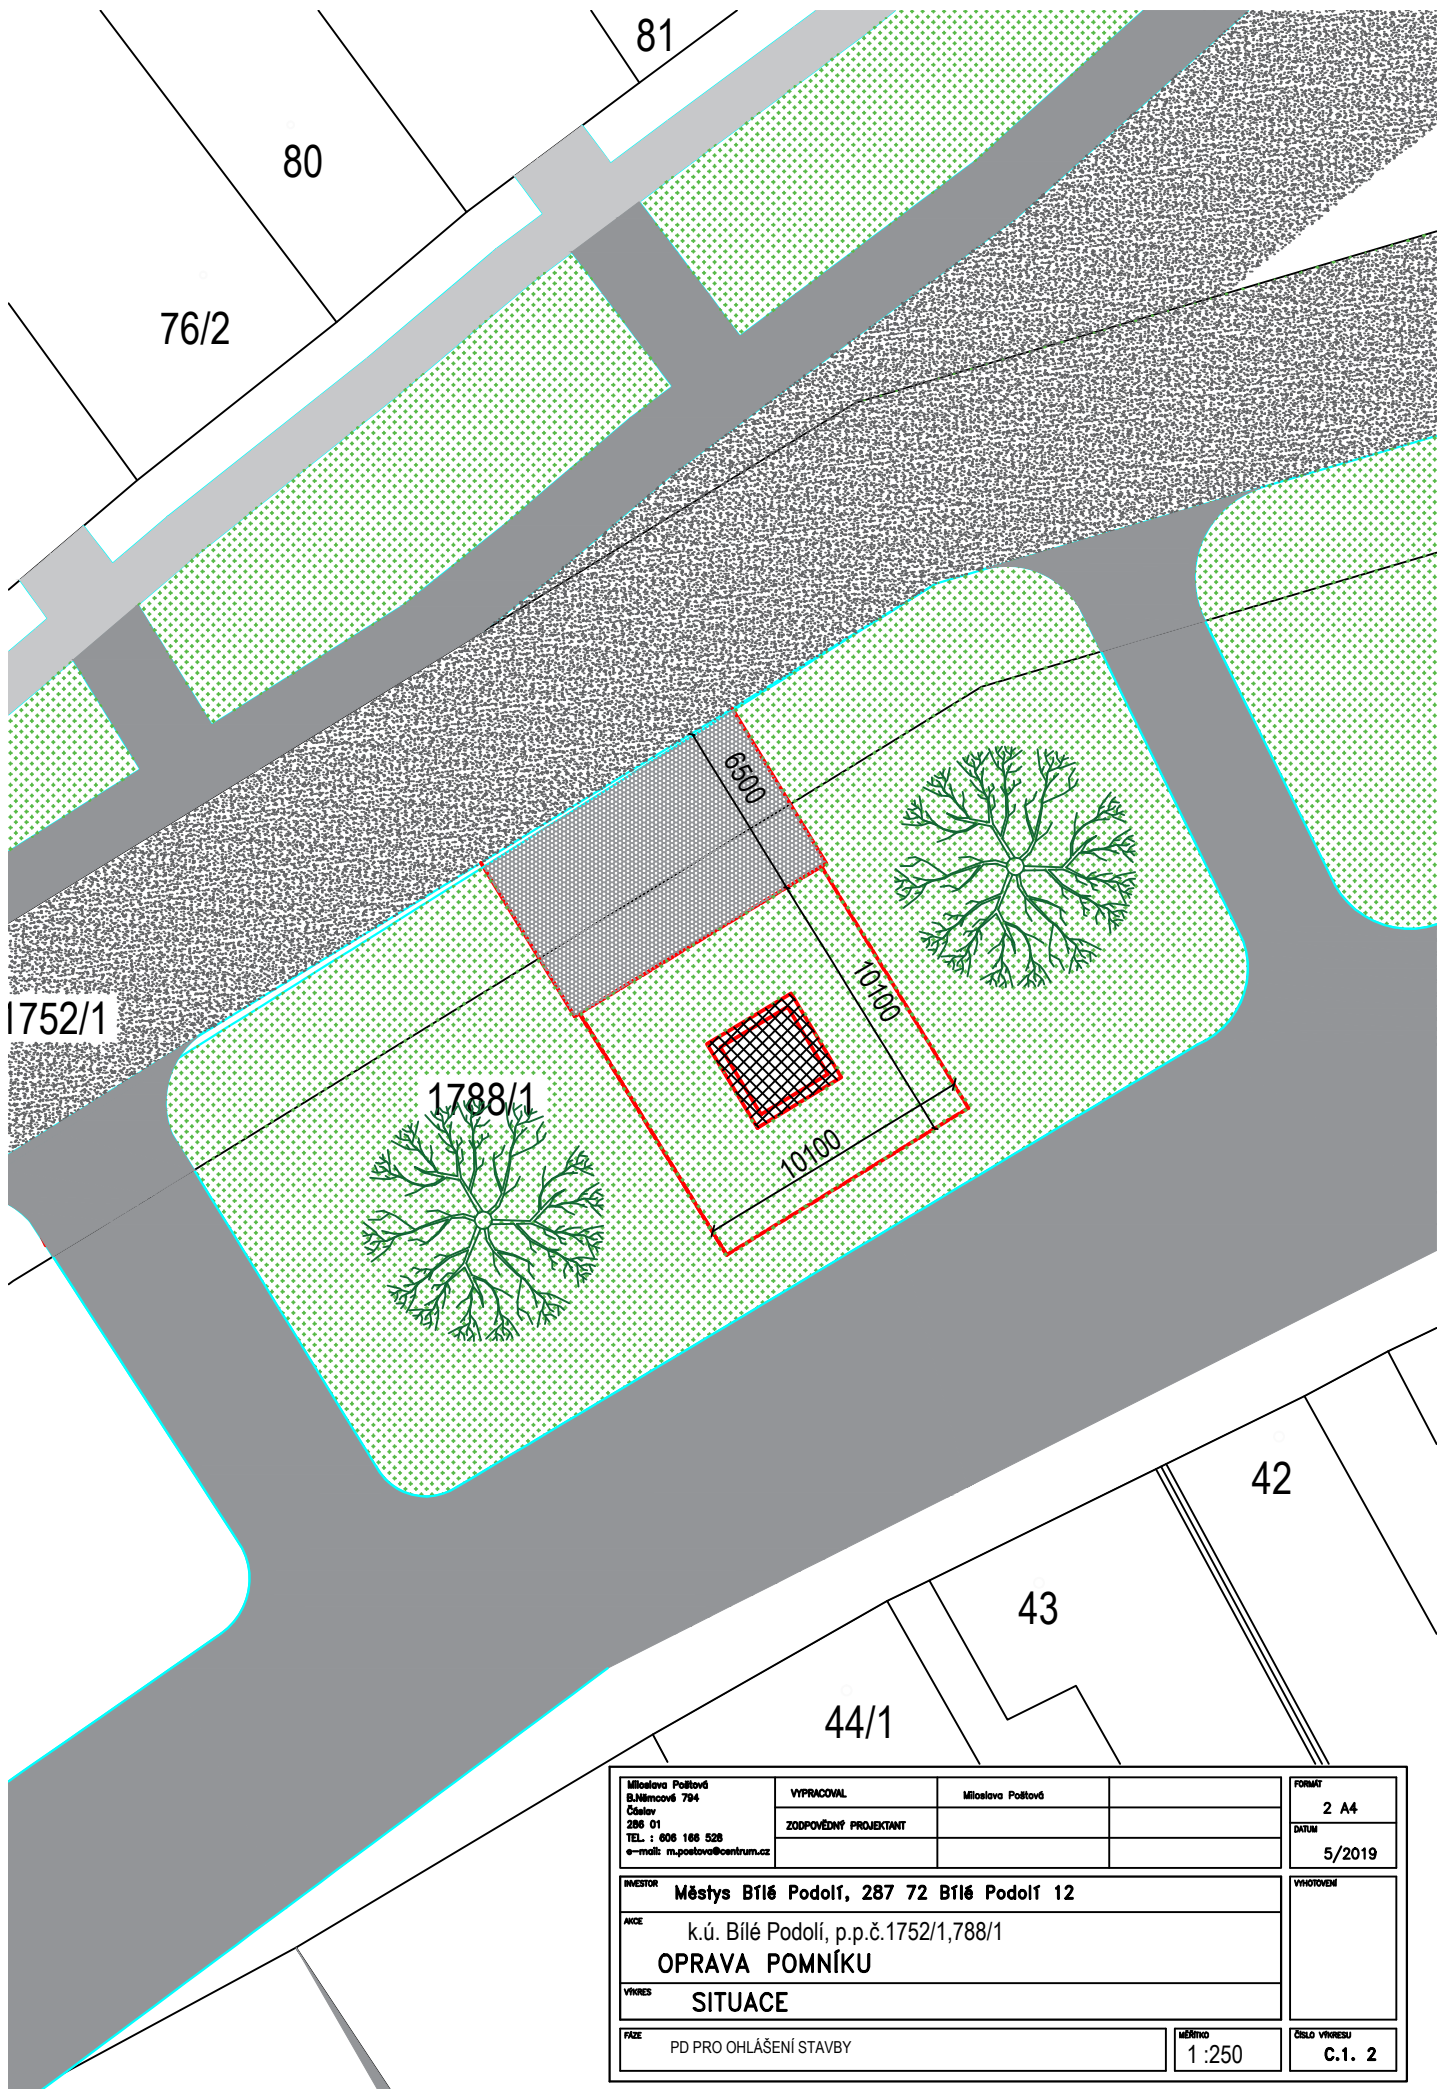 81
80
76/2
6500
10100
1752/1
1788/1
10100
42
43
44/1
Miloslava Poštová
B.Němcové 794
Čáslav
286 01
TEL. : 606 166 528
e-mail: m.postova@centrum.cz
VYPRACOVAL
Miloslava Poštová
ZODPOVĚDNÝ PROJEKTANT
FORMÁT
2 A4
DATUM
5/2019
INVESTOR
Městys Bílé Podolí, 287 72 Bílé Podolí 12
VYHOTOVENÍ
AKCE
k.ú. Bílé Podolí, p.p.č.1752/1,788/1
OPRAVA POMNÍKU
VÝKRES
SITUACE
FÁZE
PD PRO OHLÁŠENÍ STAVBY
MĚŘÍTKO
1 :250
ČÍSLO VÝKRESU
C.1. 2